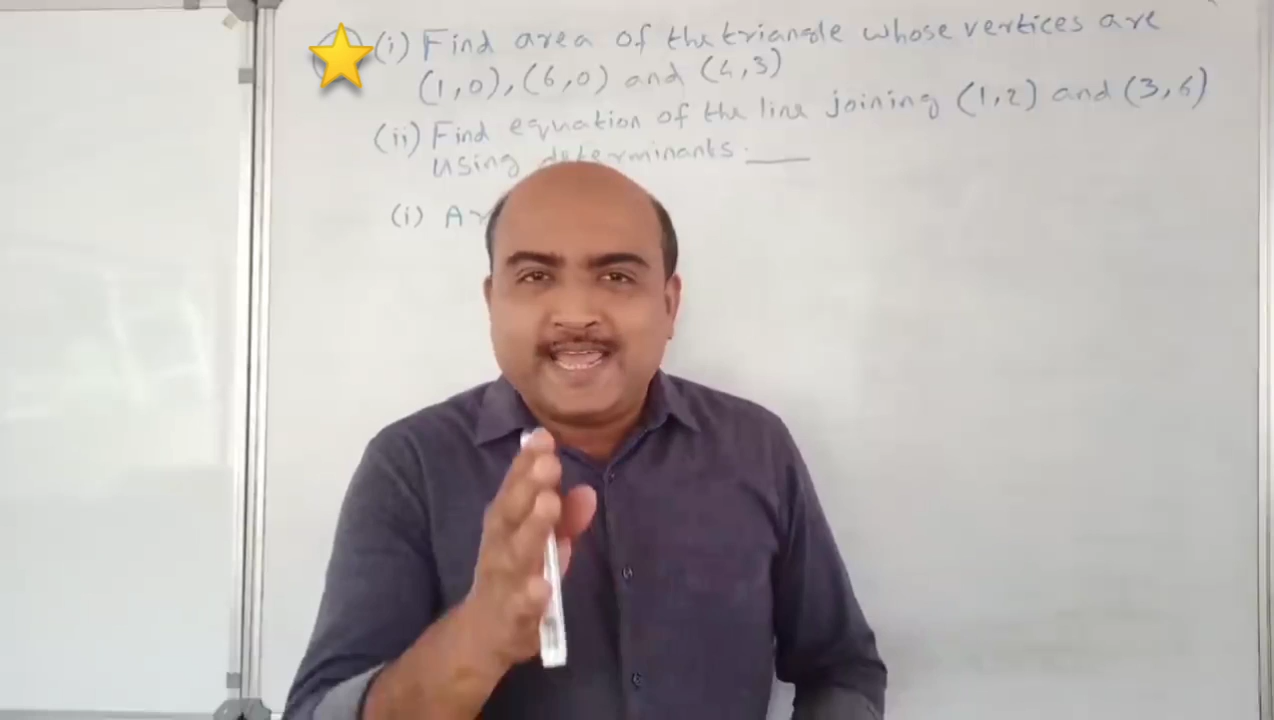 (i) Find area of the triangle whose vertices are
(1,0), (6,0) and (4,3)
(ii) Find equation of the line joining (1,2) and (3,6)
using determinants.
(i) Ar